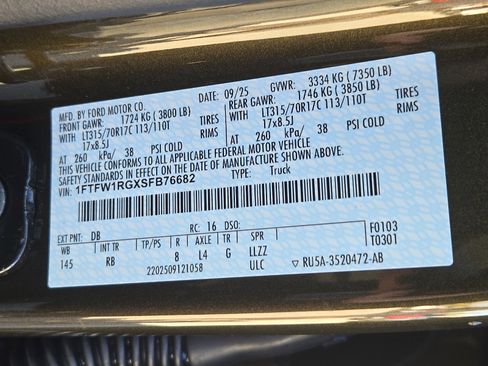 MFD. BY FORD MOTOR CO.
DATE: 09/25 GVWR: 3334 KG ( 7350 LB)
FRONT GAWR: 1724 KG ( 3800 LB) REAR GAWR: 1746 KG ( 3850 LB)
LT315/70R17C 113/110T TIRES LT315/70R17C 113/110T TIRES
17x8.5J RIMS 17x8.5J RIMS
AT 260 kPa/ 38 PSI COLD AT 260 kPa/ 38 PSI COLD
THIS VEHICLE CONFORMS TO ALL APPLICABLE FEDERAL MOTOR VEHICLE
SAFETY STANDARDS IN EFFECT ON THE DATE OF MANUFACTURE SHOWN ABOVE.
VIN: 1FTFW1RGXSFB76682 TYPE: Truck
EXT PNT: DB RC: 16 DSO:
WB INT TR TP/PS R AXLE TR SPR
145 RB 8 L4 G LLZZ
2202509121058 ULC
F0103
T0301
▽ RU5A-3520472-AB